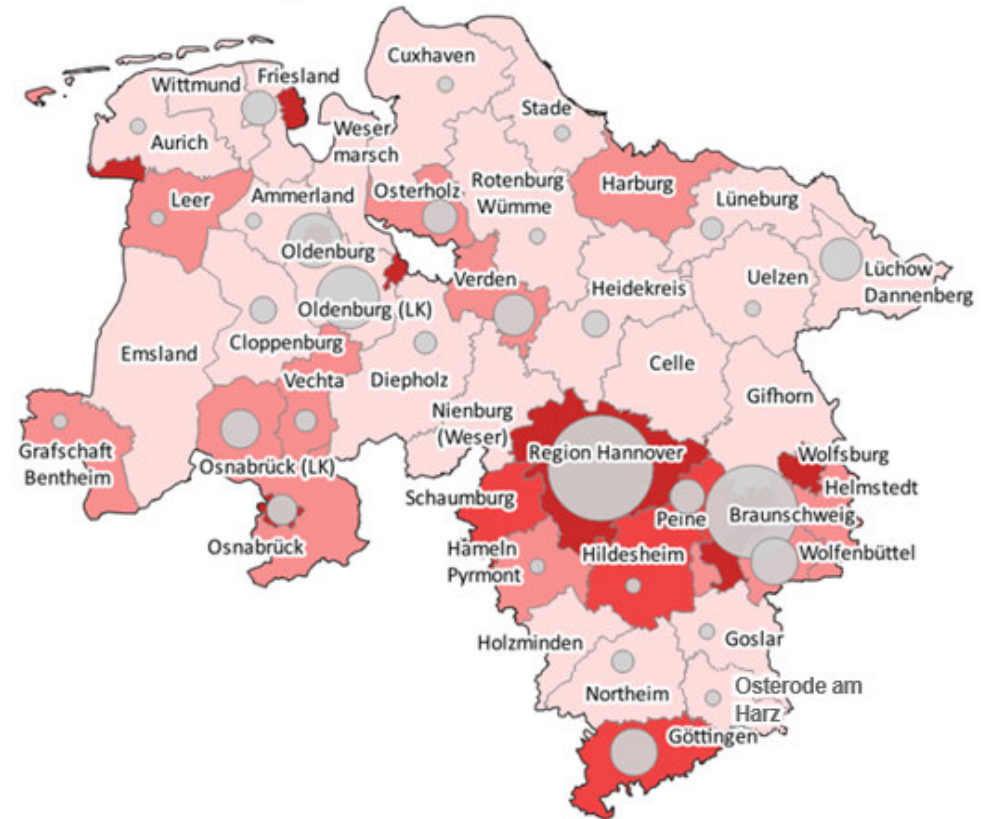 Cuxhaven
Wittmund
Friesland
Stade
Aurich
Weser
marsch
Leer
Ammerland
Osterholz
Rotenburg
Wümme
Harburg
Lüneburg
Oldenburg
Verden
Heidekreis
Uelzen
Lüchow
Dannenberg
Oldenburg (LK)
Cloppenburg
Emsland
Vechta
Diepholz
Celle
Gifhorn
Nienburg
(Weser)
Grafschaft
Bentheim
Osnabrück (LK)
Region Hannover
Wolfsburg
Helmstedt
Schaumburg
Peine
Braunschweig
Osnabrück
Hämeln
Pyrmont
Hildesheim
Wolfenbüttel
Holzminden
Goslar
Northeim
Osterode am
Harz
Göttingen